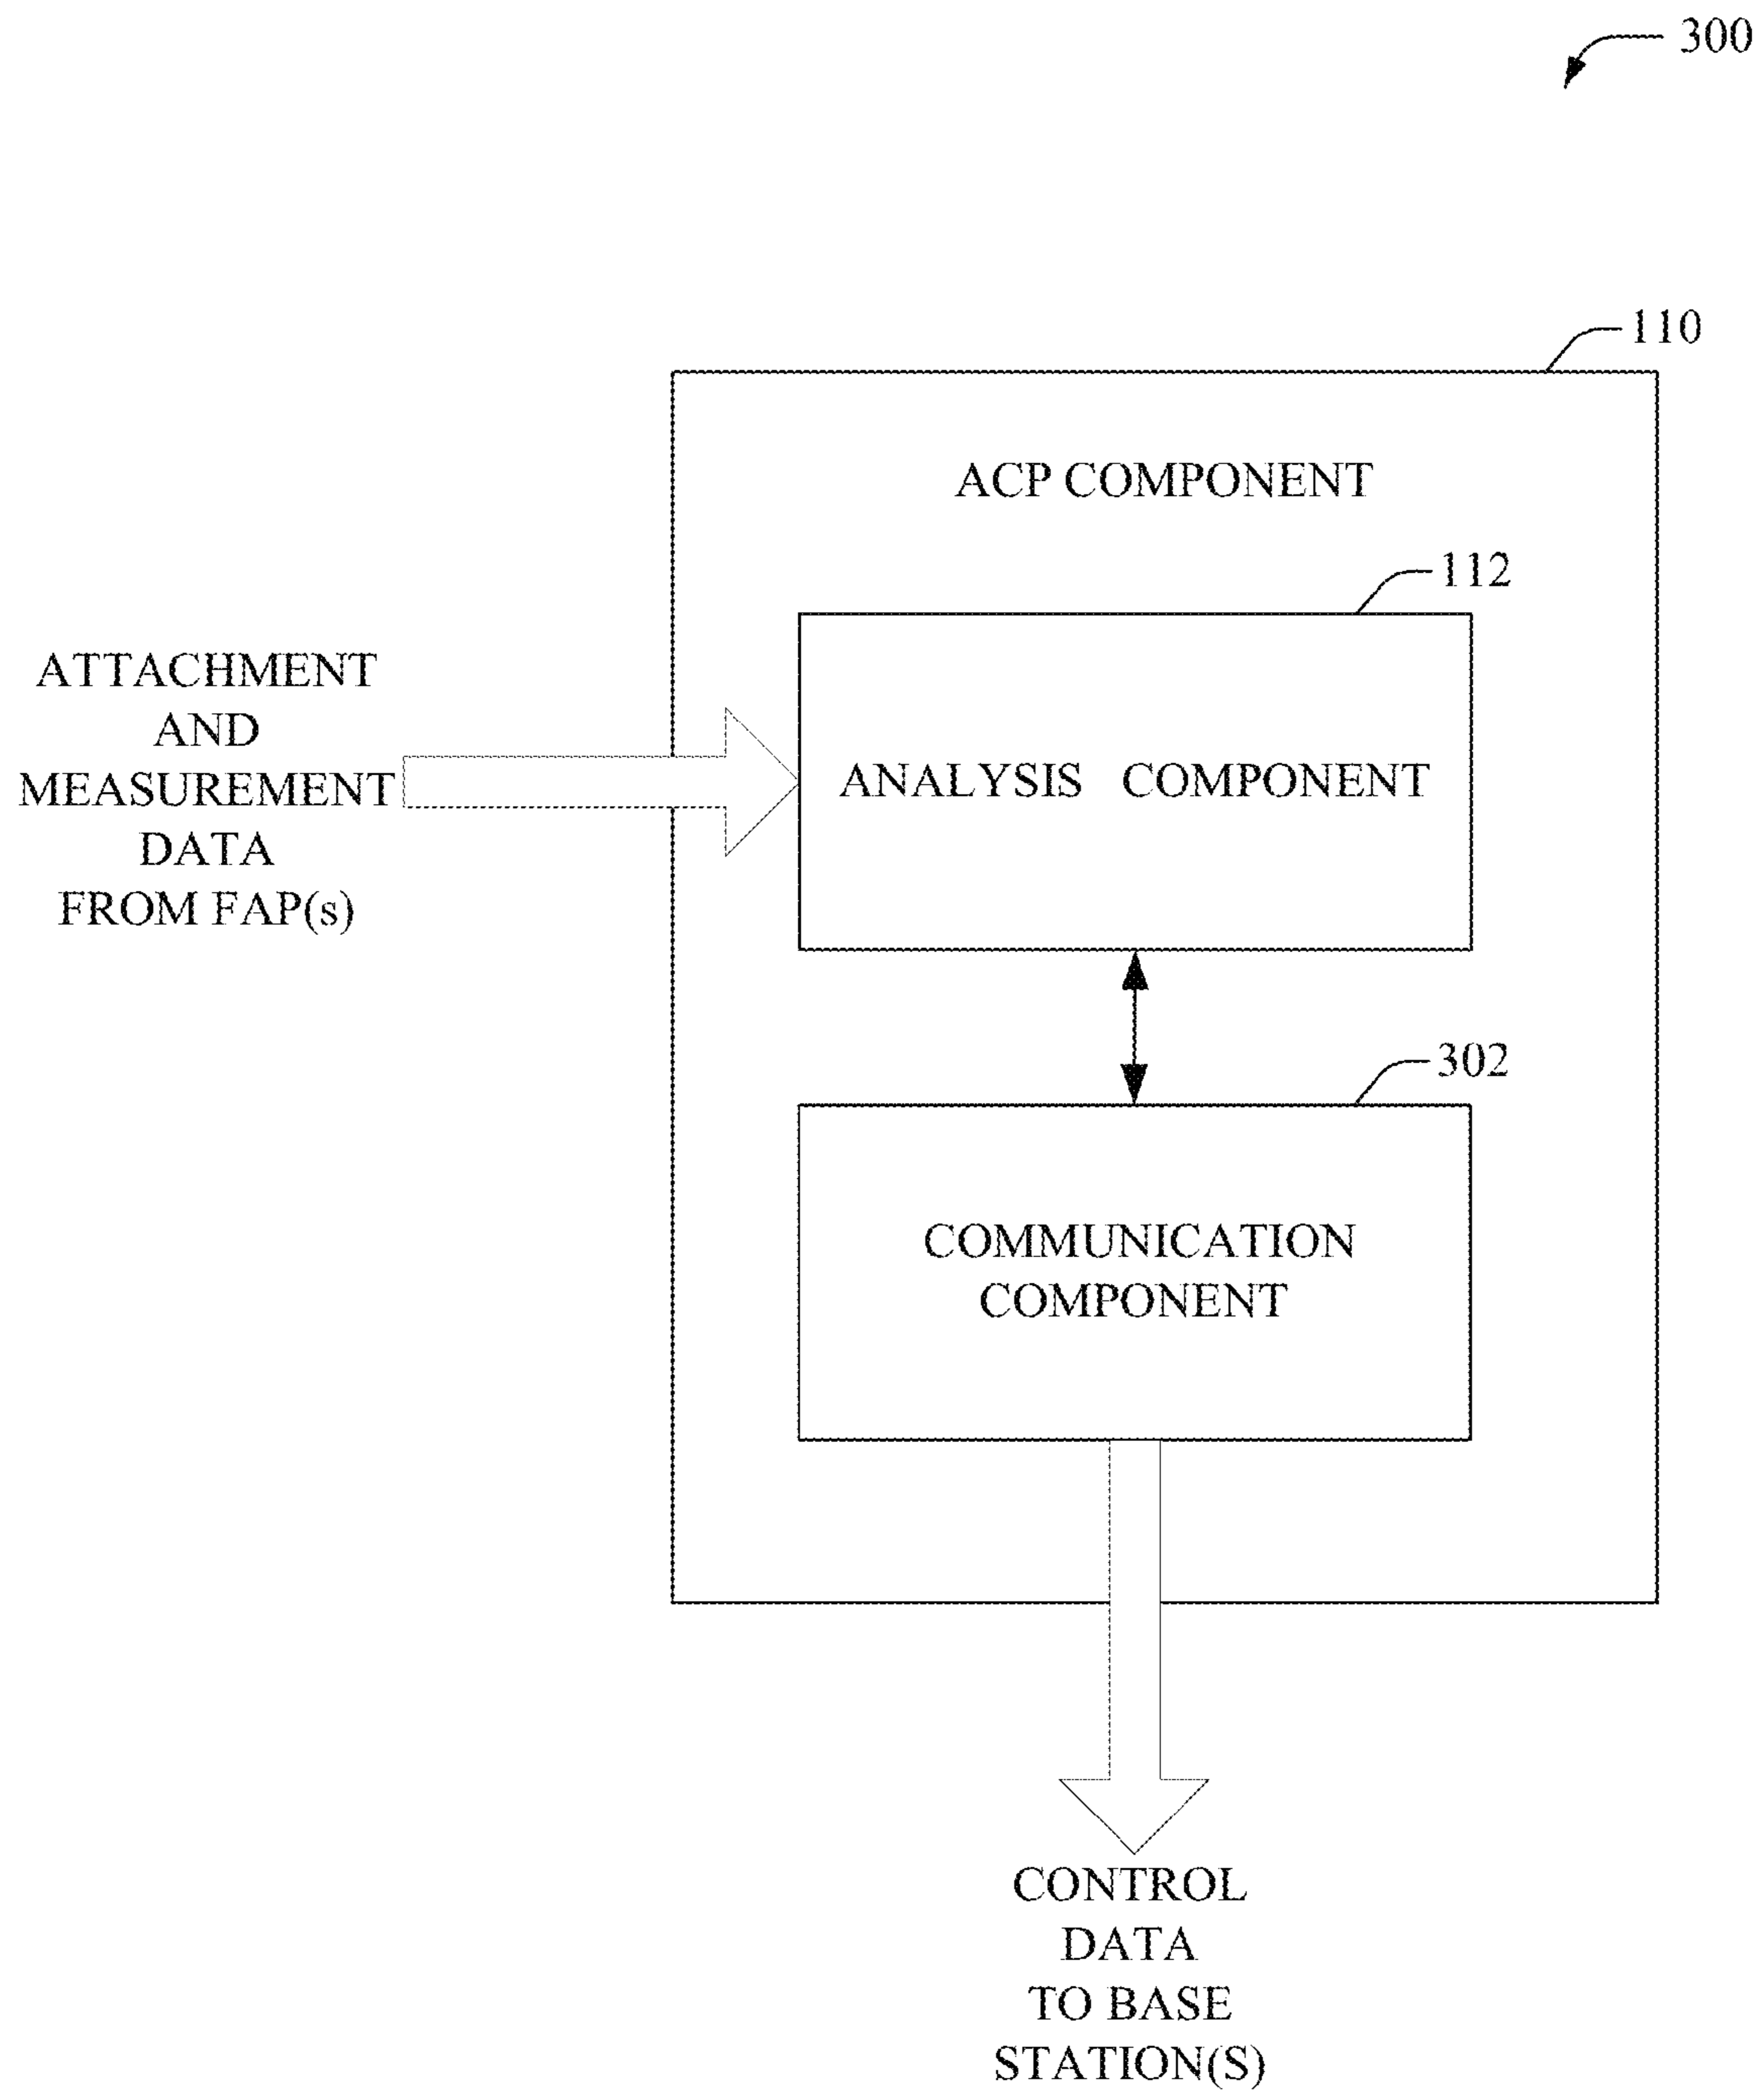 300
110
ACP COMPONENT
112
ATTACHMENT
AND
MEASUREMENT
DATA
FROM FAP(s)
ANALYSIS COMPONENT
302
COMMUNICATION
COMPONENT
CONTROL
DATA
TO BASE
STATION(S)